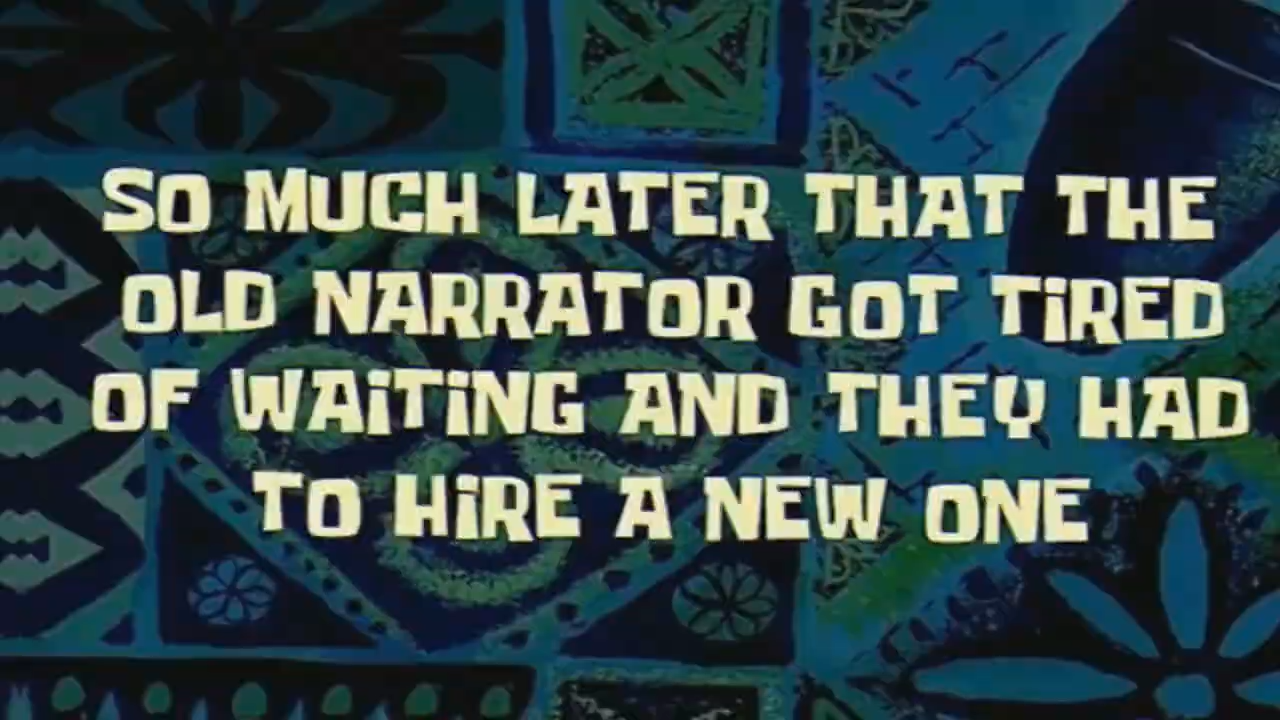 SO MUCH LATER THAT THE
OLD NARRATOR GOT TiRED
OF WAiTiNG AND THEY HAD
TO HiRE A NEW ONE